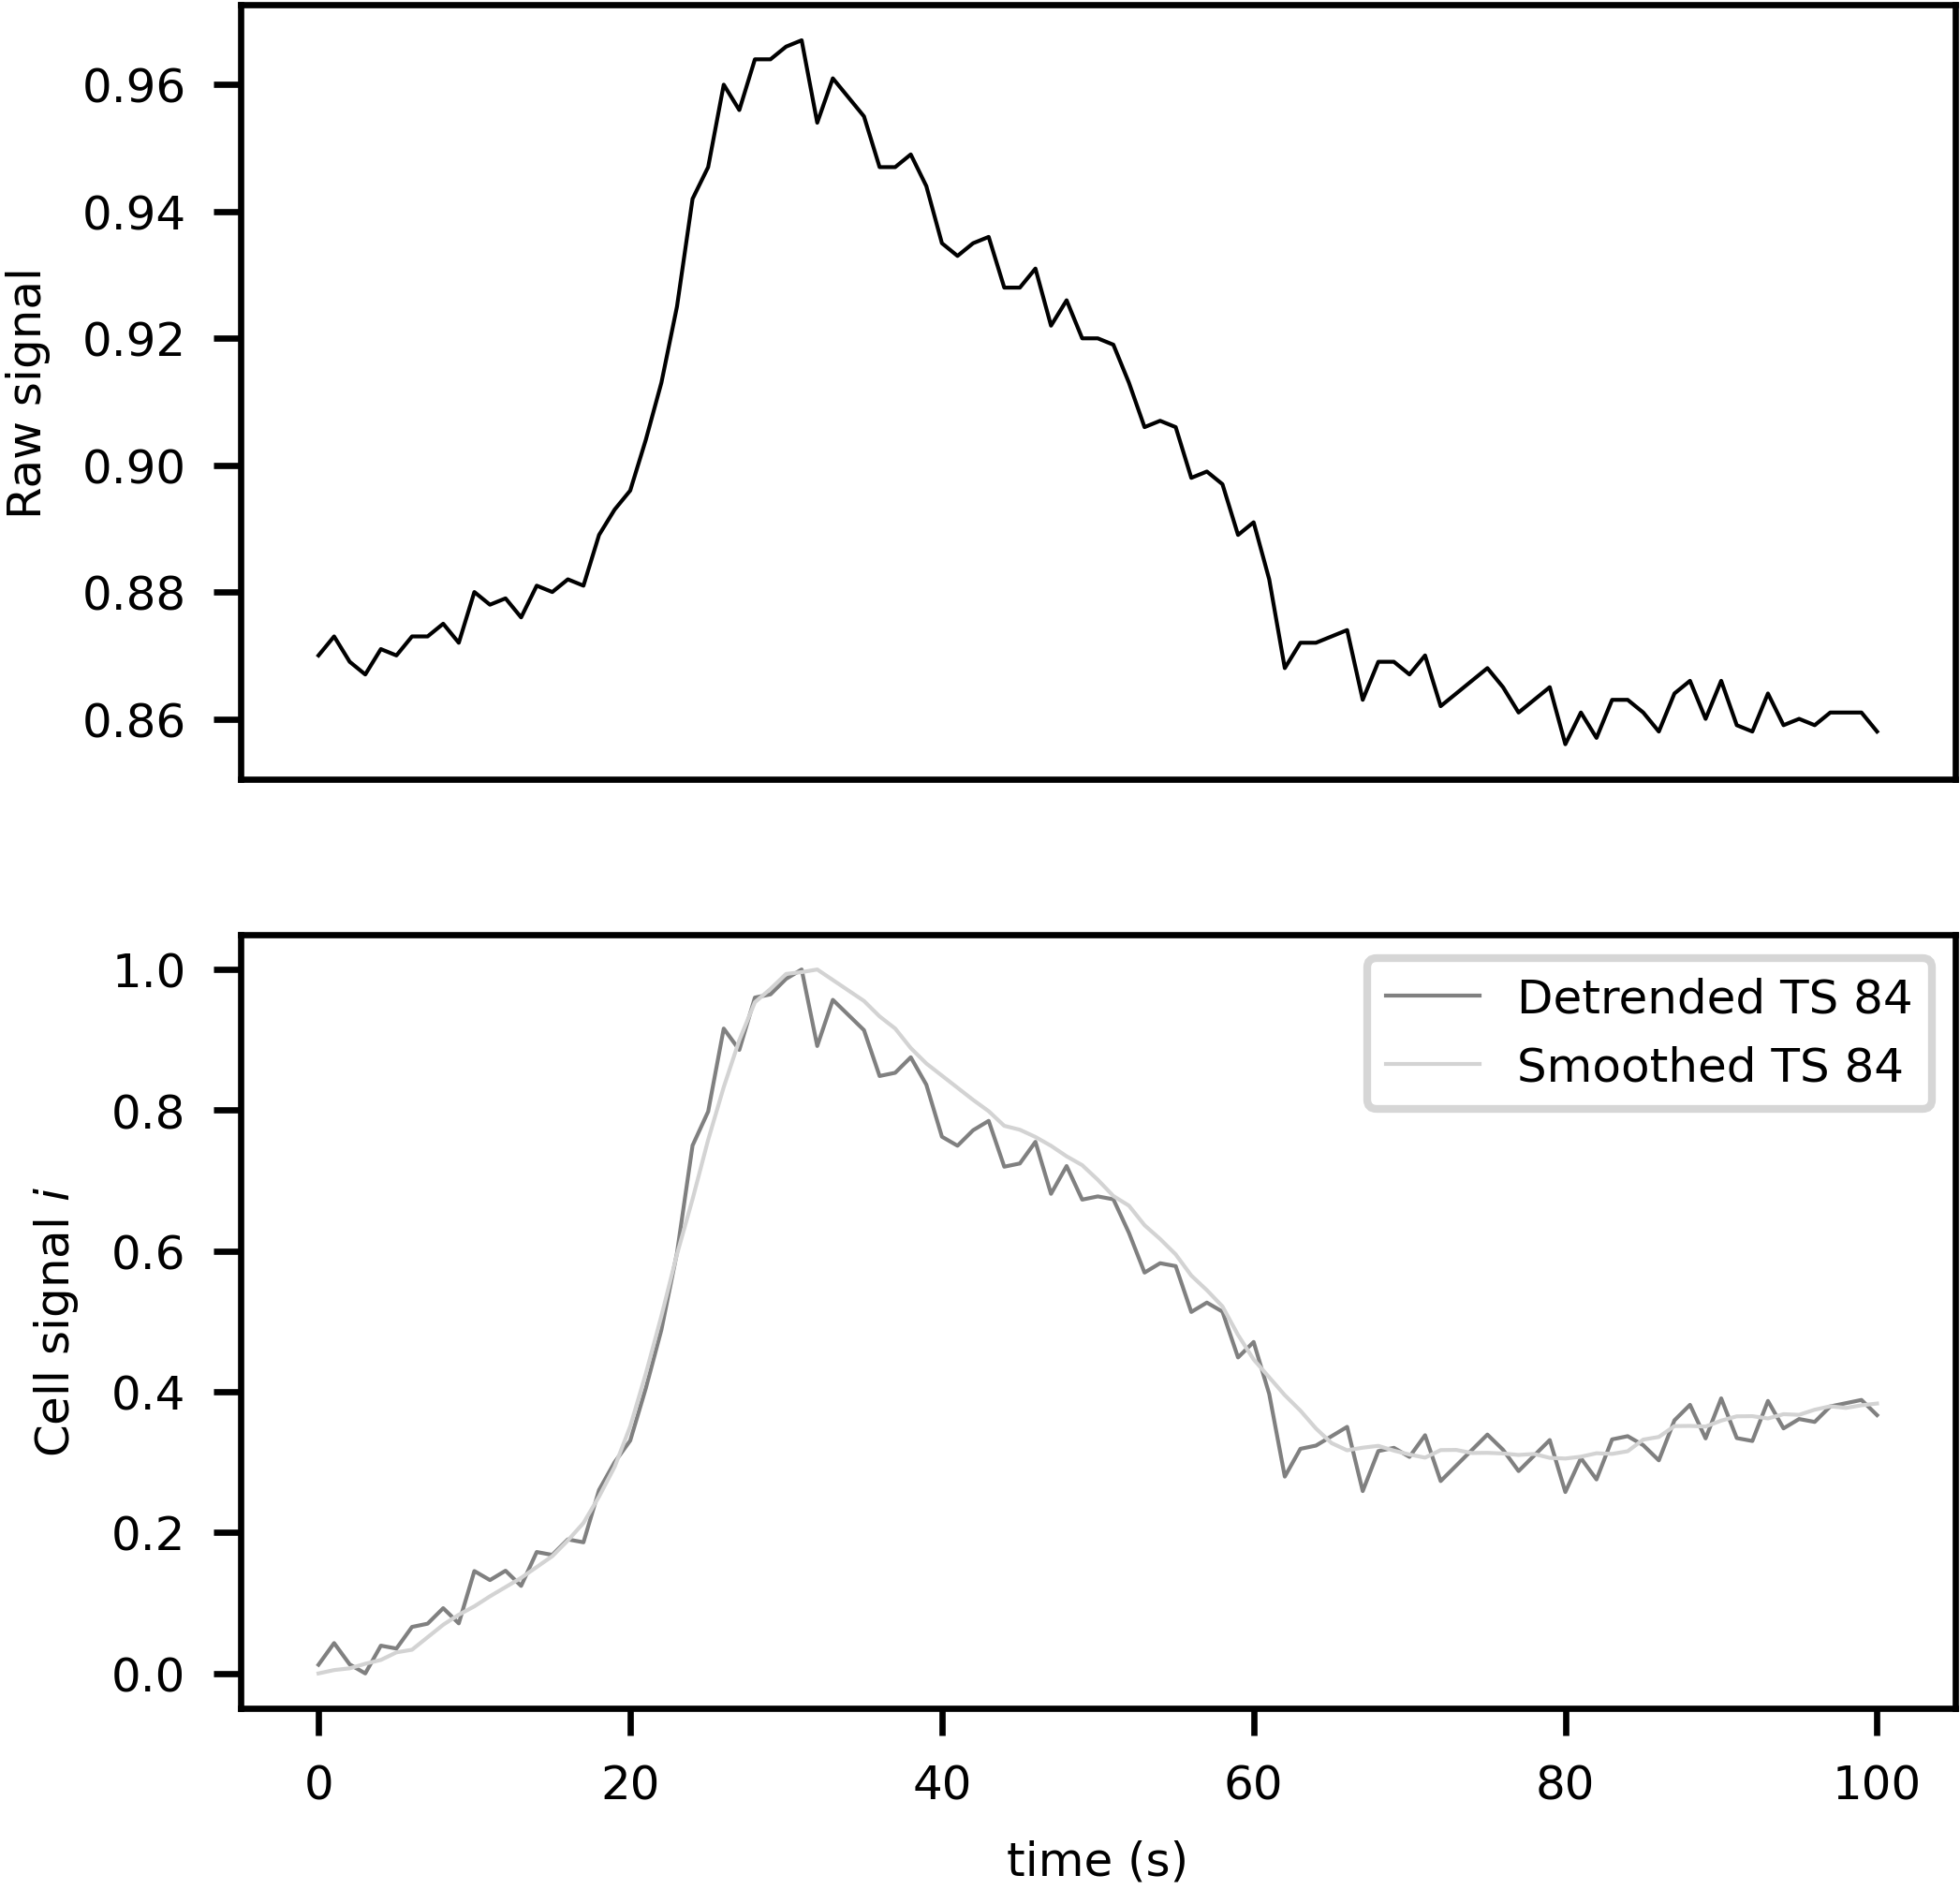 Raw signal
0.96
0.94
0.92
0.90
0.88
0.86
Cell signal i
1.0
0.8
0.6
0.4
0.2
0.0
Detrended TS 84
Smoothed TS 84
0 20 40 60 80 100
time (s)